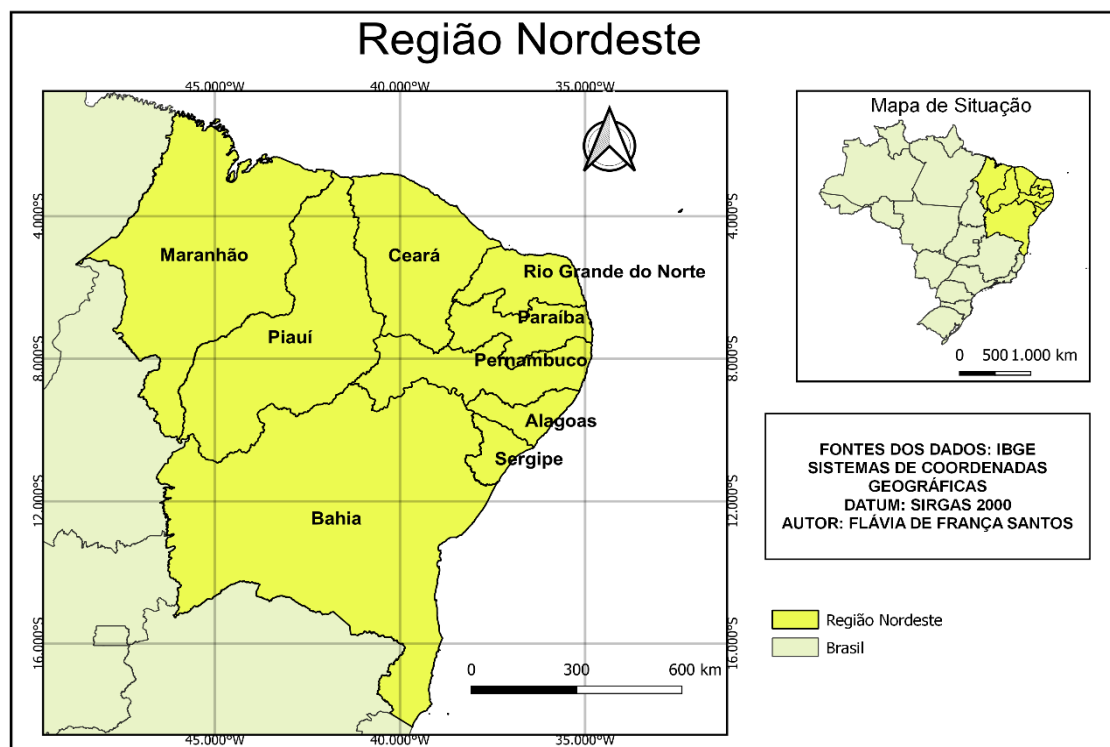 Região Nordeste
45.000°W 40.000°W 35.000°W
4.000°S 4.000°S
Maranhão Ceará
Rio Grande do Norte
Paraíba
Piauí
8.000°S Pernambuco 8.000°S
Alagoas
Sergipe
12.000°S 12.000°S
Bahia
16.000°S 16.000°S
0 300 600 km
45.000°W 40.000°W 35.000°W
Mapa de Situação
0 500 1.000 km
FONTES DOS DADOS: IBGE
SISTEMAS DE COORDENADAS
GEOGRÁFICAS
DATUM: SIRGAS 2000
AUTOR: FLÁVIA DE FRANÇA SANTOS
Região Nordeste
Brasil